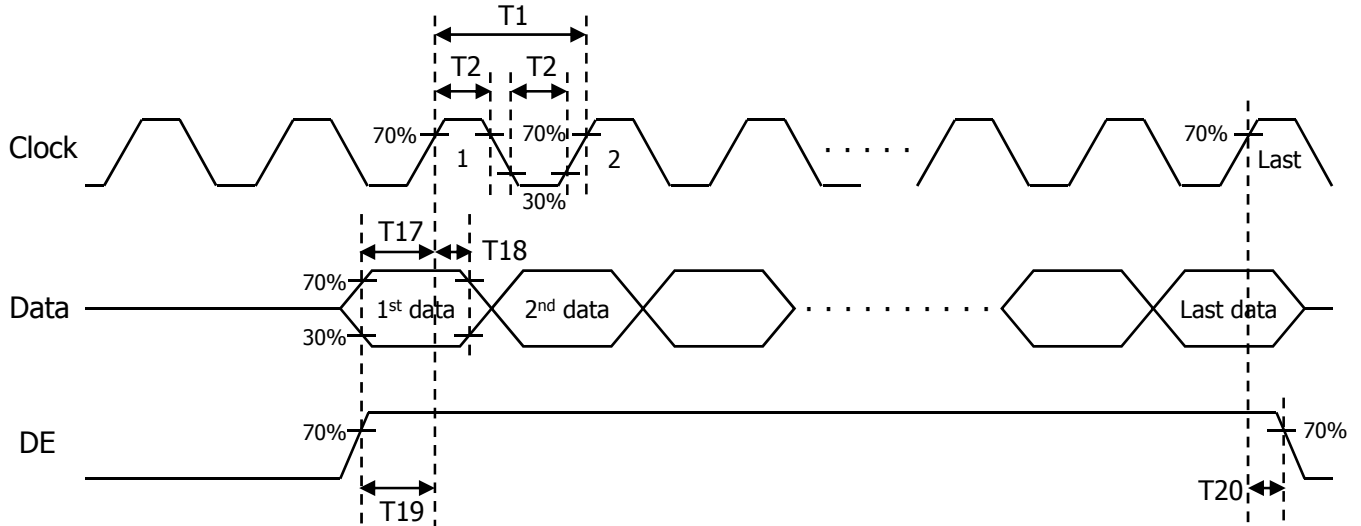 T1
T2 T2
Clock 70% 1 70% 2 . . . . . 70% Last
30%
T17 T18
70%
Data 1st data 2nd data . . . . . . . . . . Last data
30%
DE 70% 70%
T19 T20